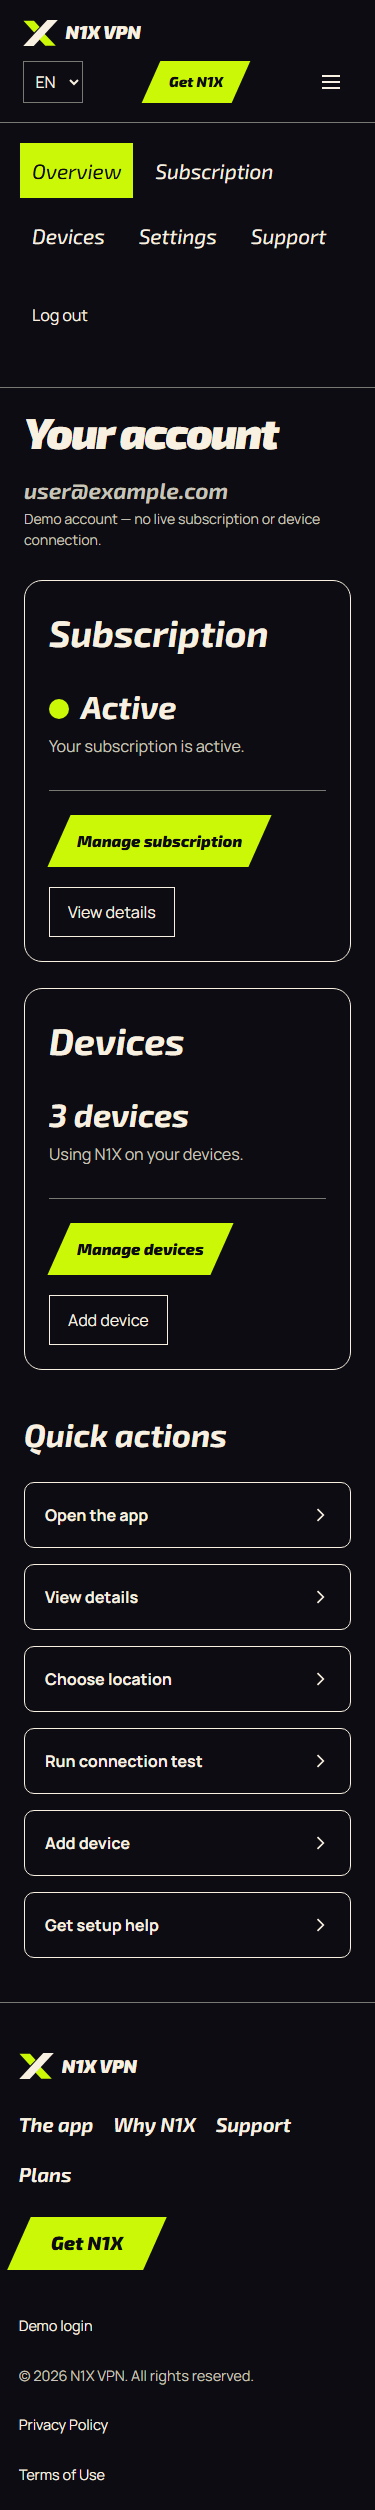 N1X VPN
EN
Get N1X
Overview
Subscription
Devices
Settings
Support
Log out
Your account
user@example.com
Demo account — no live subscription or device
connection.
Subscription
Active
Your subscription is active.
Manage subscription
View details
Devices
3 devices
Using N1X on your devices.
Manage devices
Add device
Quick actions
Open the app
View details
Choose location
Run connection test
Add device
Get setup help
N1X VPN
The app
Why N1X
Support
Plans
Get N1X
Demo login
© 2026 N1X VPN. All rights reserved.
Privacy Policy
Terms of Use